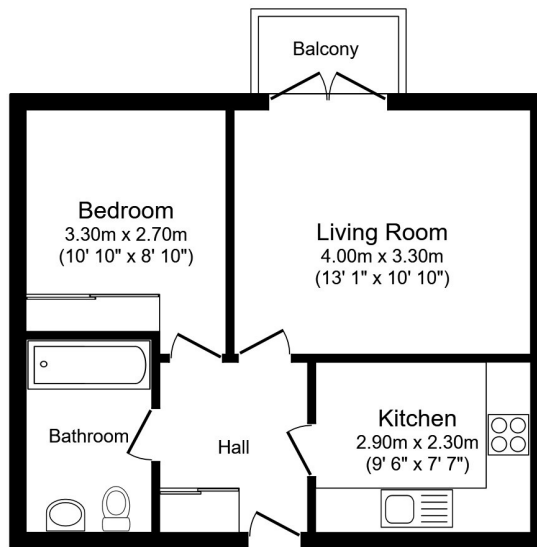 Balcony
Bedroom
3.30m x 2.70m
(10' 10" x 8' 10")
Living Room
4.00m x 3.30m
(13' 1" x 10' 10")
Bathroom
Hall
Kitchen
2.90m x 2.30m
(9' 6" x 7' 7")